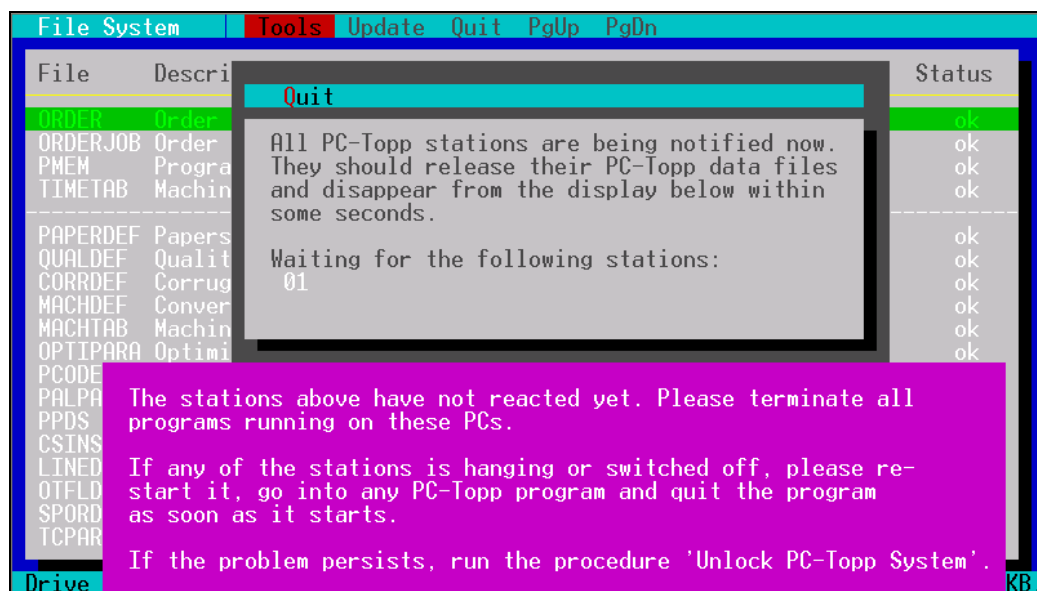 File System Tools Update Quit PgUp PgDn
File Descri Status
Quit
ORDER Order ok
ORDERJOB Order ok
PMEM Progra ok
TIMETAB Machin ok
All PC-Topp stations are being notified now.
They should release their PC-Topp data files
and disappear from the display below within
some seconds.
Waiting for the following stations:
01
PAPERDEF Papers ok
QUALDEF Qualit ok
CORRDEF Corrug ok
MACHDEF Conver ok
MACHTAB Machin ok
OPTIPARA Optimi ok
PCODE
PALPA
PPDS
CSINS
LINED
OTFLD
SPORD
TCPAR
The stations above have not reacted yet. Please terminate all
programs running on these PCs.
If any of the stations is hanging or switched off, please re-
start it, go into any PC-Topp program and quit the program
as soon as it starts.
If the problem persists, run the procedure 'Unlock PC-Topp System'.
Drive KB